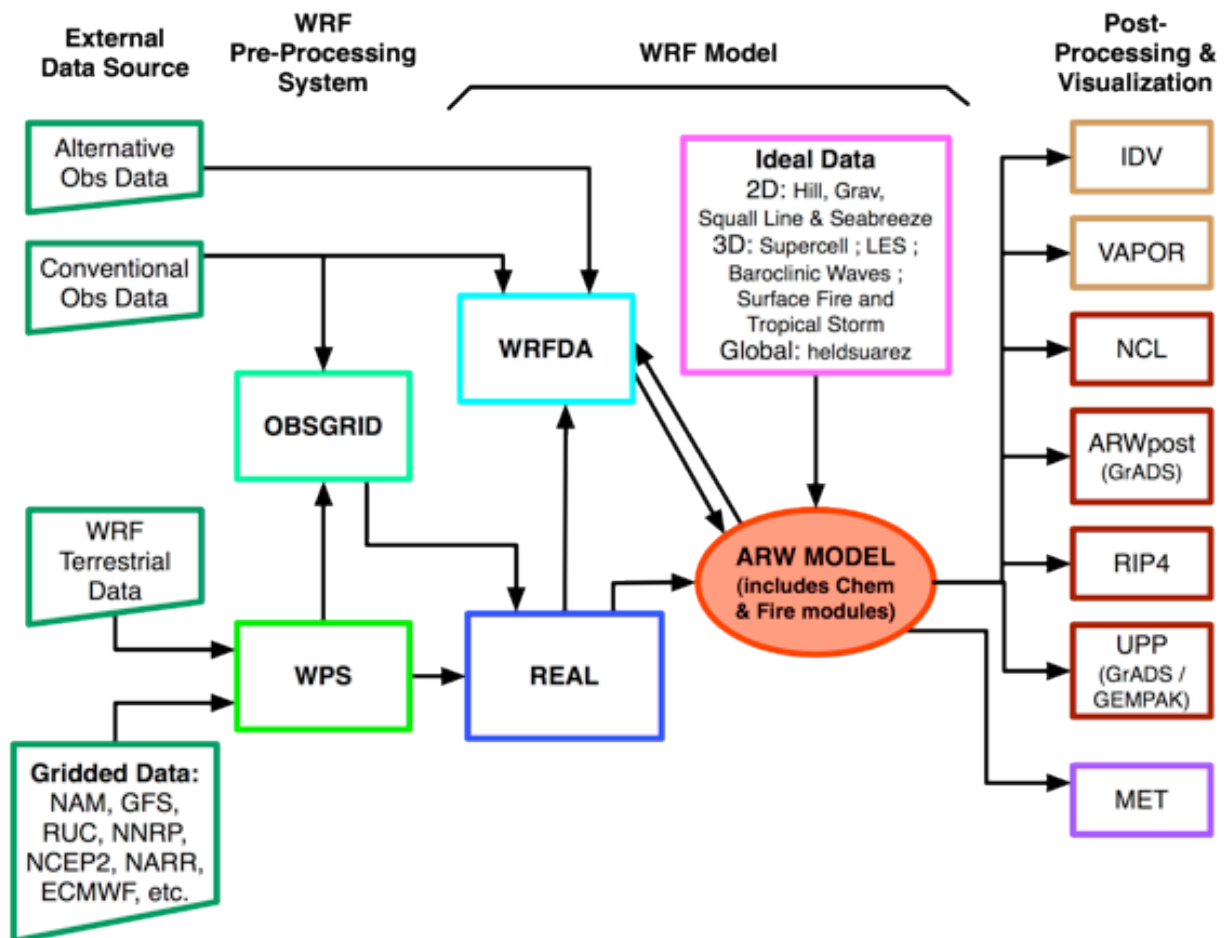 External
Data Source
WRF
Pre-Processing
System
WRF Model
Post-
Processing &
Visualization
Alternative
Obs Data
Conventional
Obs Data
WRF
Terrestrial
Data
Gridded Data:
NAM, GFS,
RUC, NNRP,
NCEP2, NARR,
ECMWF, etc.
OBSGRID
WPS
WRFDA
REAL
Ideal Data
2D: Hill, Grav,
Squall Line & Seabreeze
3D: Supercell ; LES ;
Baroclinic Waves ;
Surface Fire and
Tropical Storm
Global: heldsuarez
ARW MODEL
(includes Chem
& Fire modules)
IDV
VAPOR
NCL
ARWpost
(GrADS)
RIP4
UPP
(GrADS /
GEMPAK)
MET